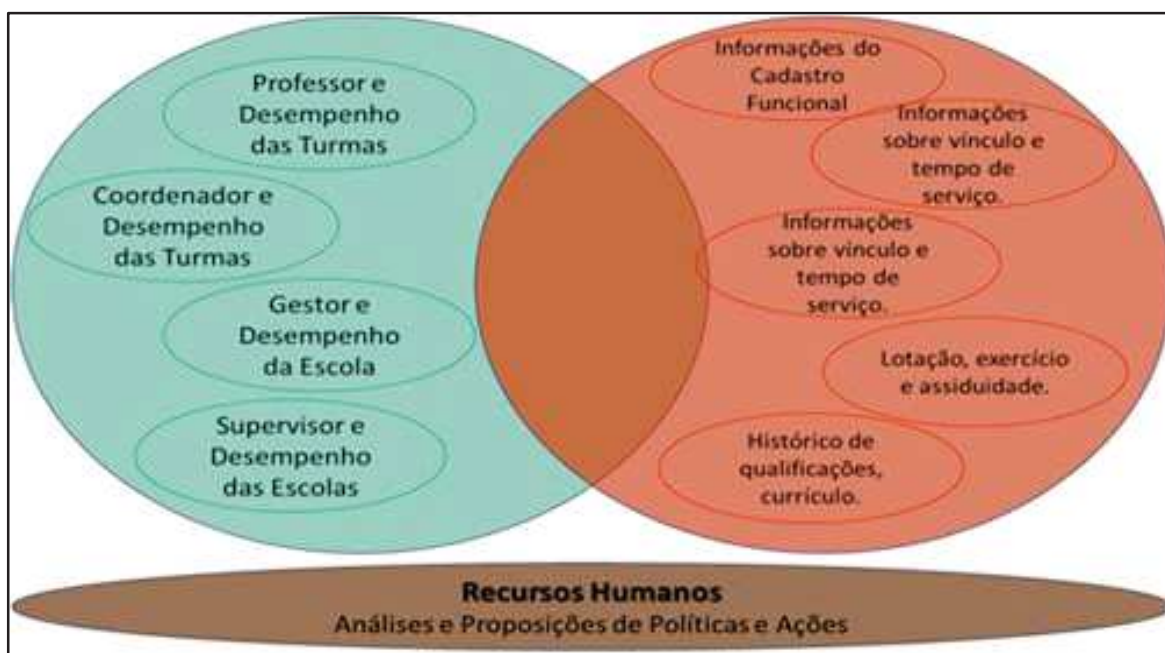 Professor e
Desempenho
das Turmas
Coordenador e
Desempenho
das Turmas
Gestor e
Desempenho
da Escola
Supervisor e
Desempenho
das Escolas
Informações do
Cadastro
Funcional
Informações
sobre vínculo e
tempo de
serviço.
Informações
sobre vínculo e
tempo de
serviço.
Lotação, exercício
e assiduidade.
Histórico de
qualificações,
currículo.
Recursos Humanos
Análises e Proposições de Políticas e Ações